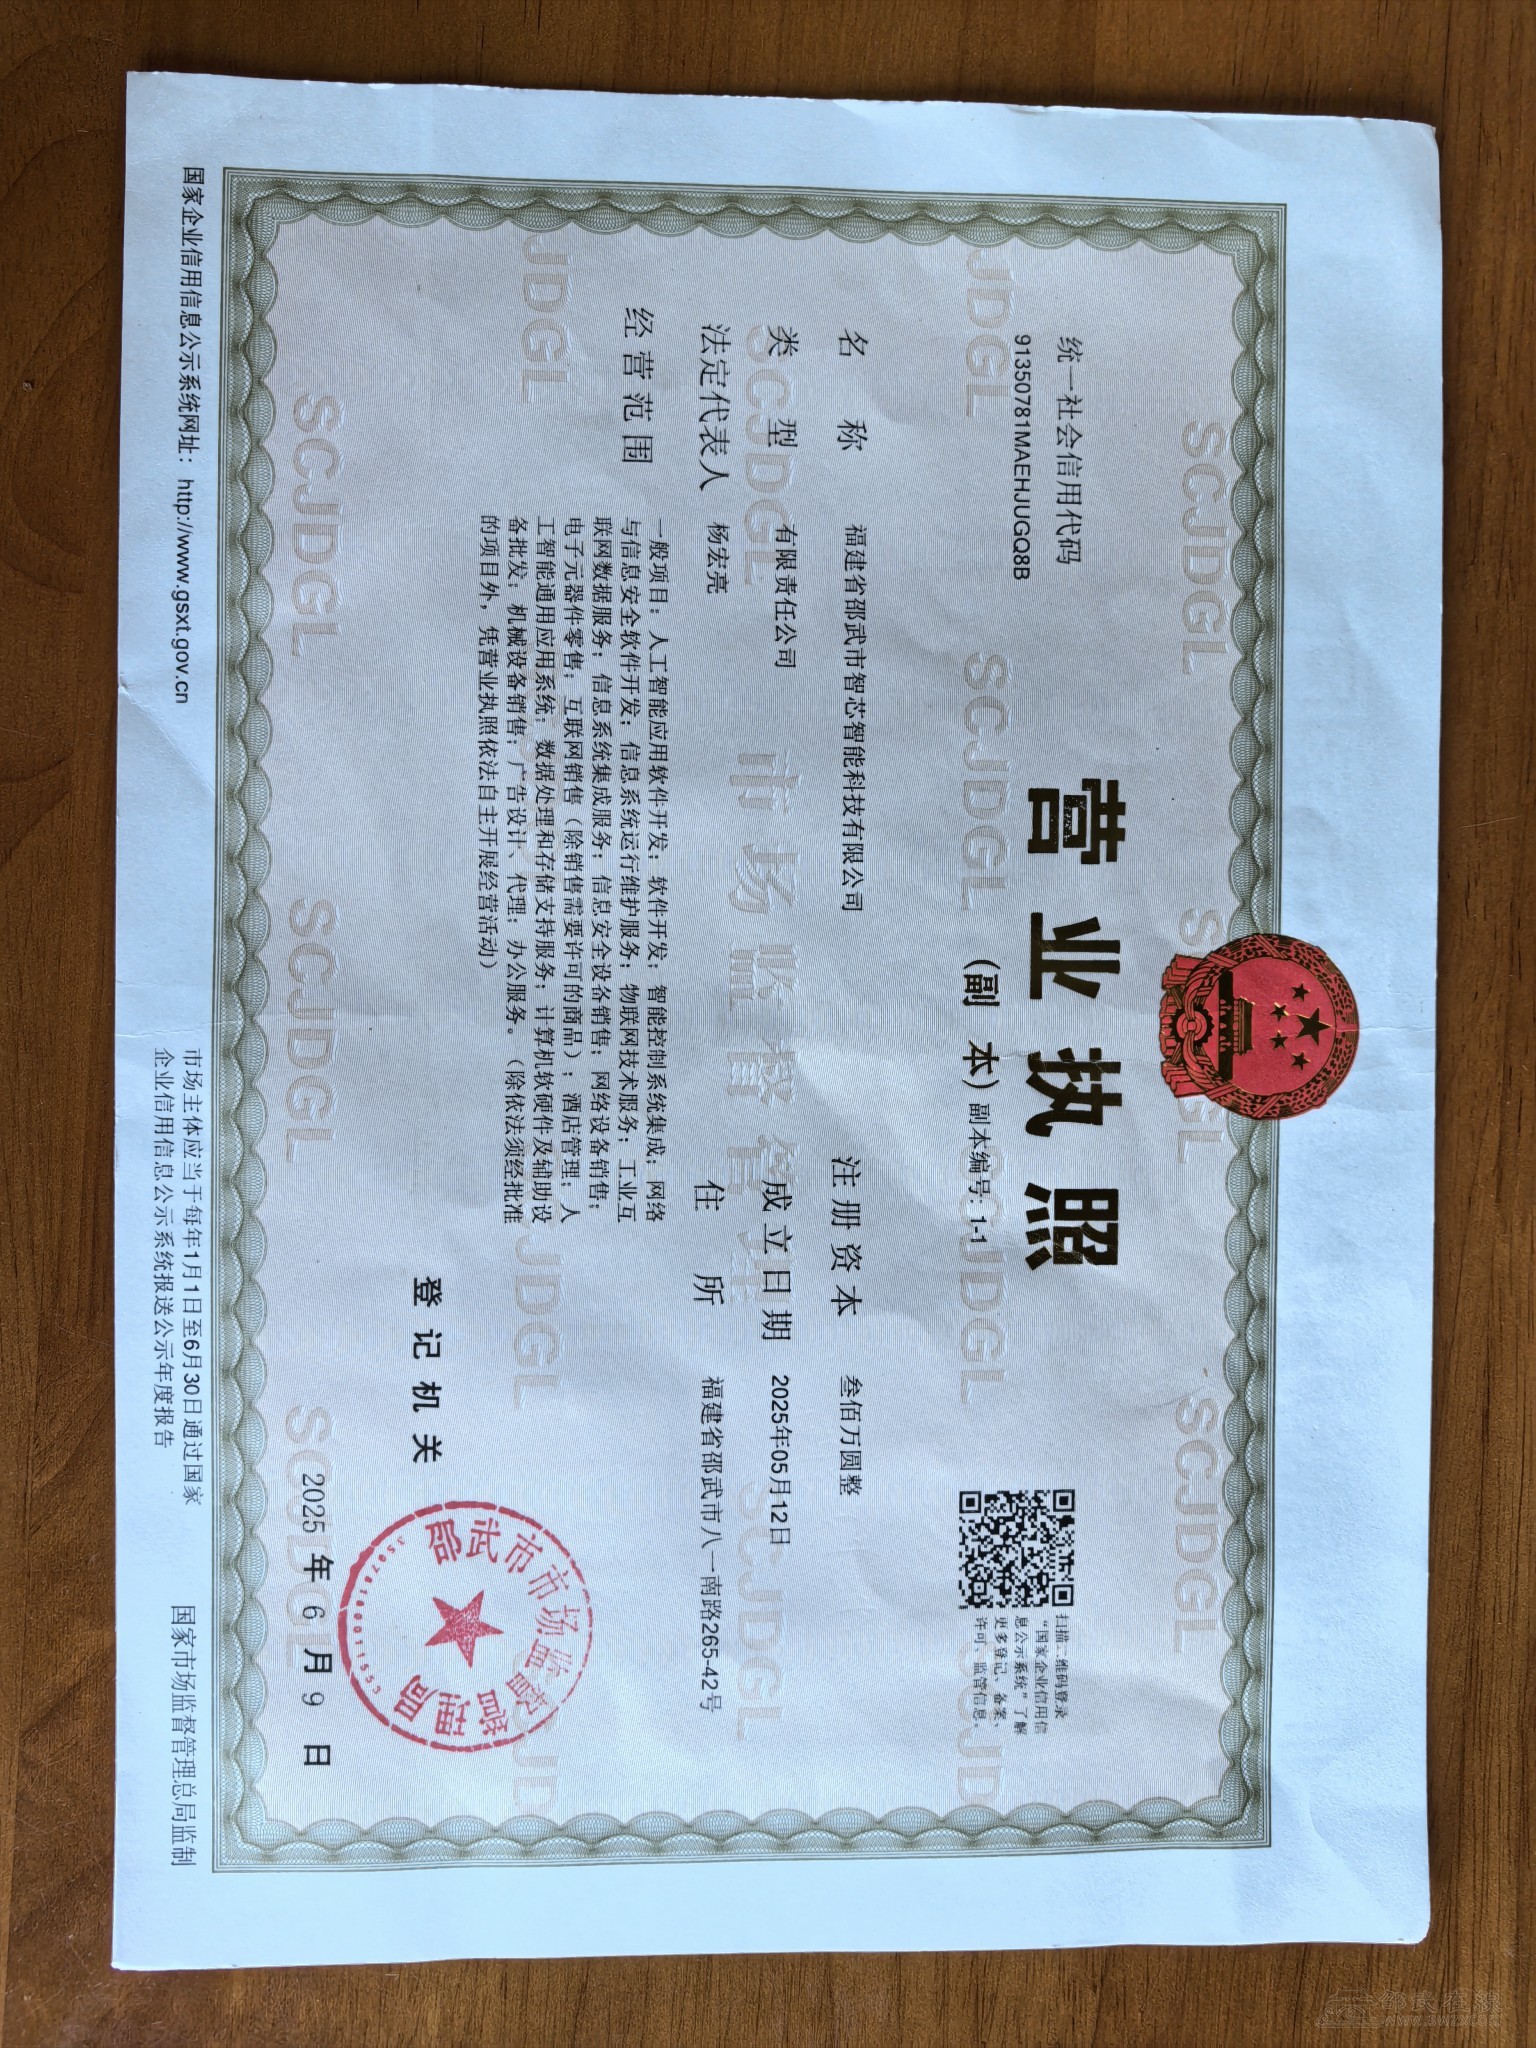 统一社会信用代码
91350781MAEHJUGQ8B
营业执照
（副 本）副本编号：1-1
扫描二维码登录
“国家企业信用信
息公示系统”了解
更多登记、备案、
许可、监管信息。
名 称 福建省邵武市智芯智能科技有限公司
类 型 有限责任公司
法定代表人 杨宏亮
经营范围 一般项目：人工智能应用软件开发；软件开发；智能控制系统集成；网络
与信息安全软件开发；信息系统运行维护服务；物联网技术服务；工业互
联网数据服务；信息系统集成服务；信息安全设备销售；网络设备销售；
电子元器件零售；互联网销售（除销售需要许可的商品）；酒店管理；人
工智能通用应用系统；数据处理和存储支持服务；计算机软硬件及辅助设
备批发；机械设备销售；广告设计、代理；办公服务。（除依法须经批准
的项目外，凭营业执照依法自主开展经营活动）
注册资本 叁佰万圆整
成立日期 2025年05月12日
住 所 福建省邵武市八一南路265-42号
登记机关
邵武市市场监督管理局
2025年6月9日
国家企业信用信息公示系统网址：http://www.gsxt.gov.cn
市场主体应当于每年1月1日至6月30日通过国家
企业信用信息公示系统报送公示年度报告
国家市场监督管理总局监制
邵武在线